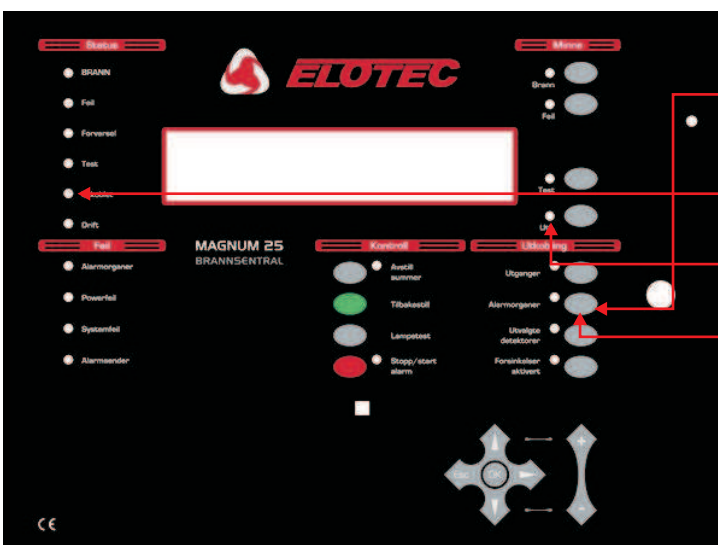 Status
BRANN
Feil
Forvarsel
Test
Drift
Feil
Alarmorganer
Powerfeil
Systemfeil
Alarmsender
ELOTEC
MAGNUM 25
BRANNSENTRAL
Minne
Brann
Feil
Test
Kontroll
Avstill
summer
Tilbakestill
Lampetest
Stopp/start
alarm
Utkobling
Utganger
Alarmorganer
Utvalgte
detektorer
Forsinkelser
aktivert
Esc
OK
+
-
CE